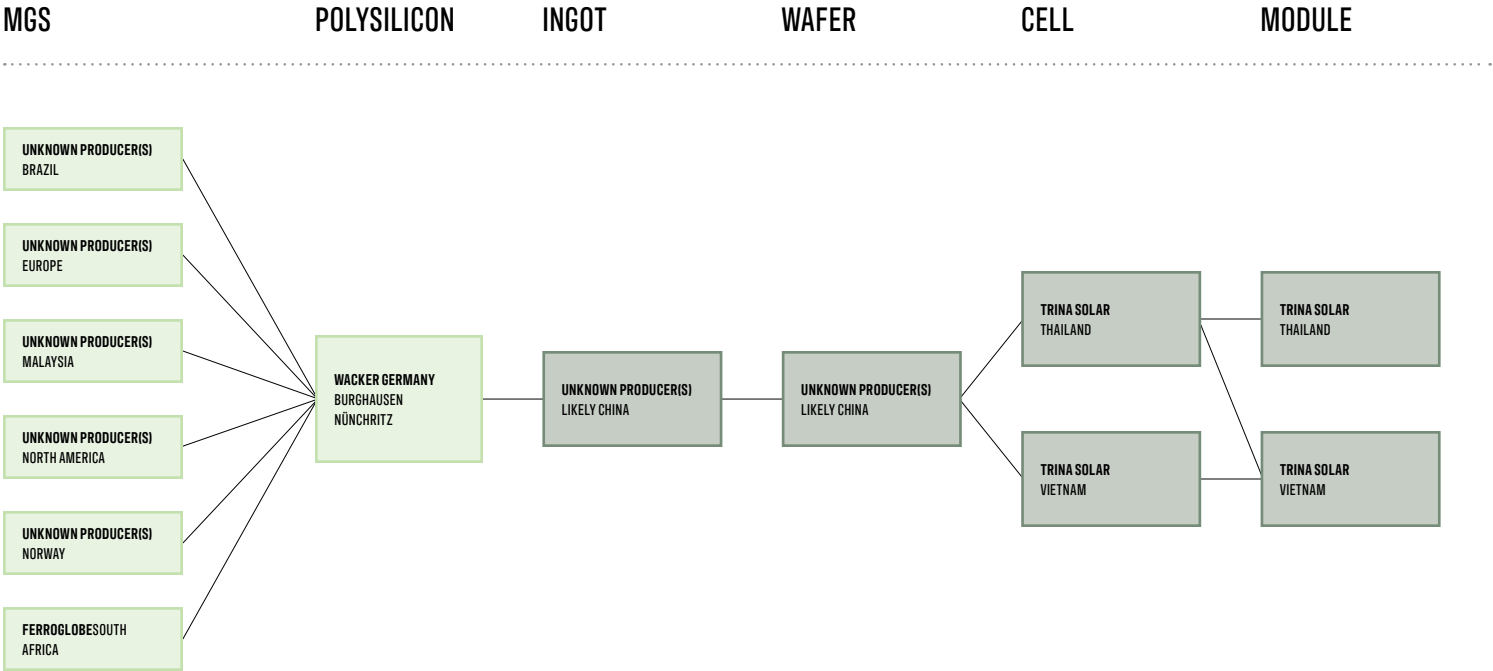 MGS
POLYSILICON
INGOT
WAFER
CELL
MODULE
UNKNOWN PRODUCER(S)
BRAZIL
UNKNOWN PRODUCER(S)
EUROPE
UNKNOWN PRODUCER(S)
MALAYSIA
UNKNOWN PRODUCER(S)
NORTH AMERICA
UNKNOWN PRODUCER(S)
NORWAY
FERROGLOBESOUTH
AFRICA
WACKER GERMANY
BURGHAUSEN
NÜNCHRITZ
UNKNOWN PRODUCER(S)
LIKELY CHINA
UNKNOWN PRODUCER(S)
LIKELY CHINA
TRINA SOLAR
THAILAND
TRINA SOLAR
VIETNAM
TRINA SOLAR
THAILAND
TRINA SOLAR
VIETNAM